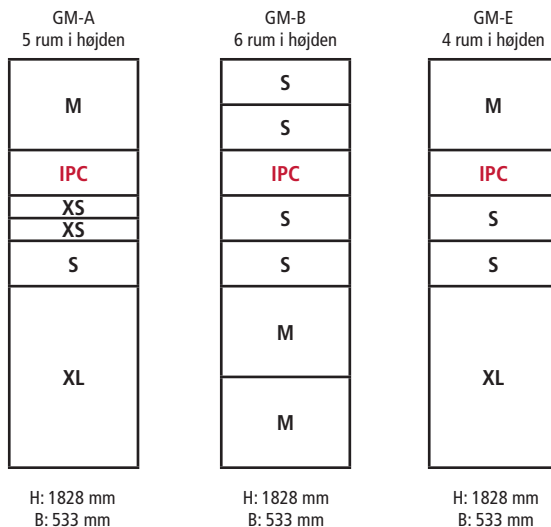 GM-A
5 rum i højden
M
IPC
XS
XS
S
XL
H: 1828 mm
B: 533 mm
GM-B
6 rum i højden
S
S
IPC
S
S
M
M
H: 1828 mm
B: 533 mm
GM-E
4 rum i højden
M
IPC
S
S
XL
H: 1828 mm
B: 533 mm